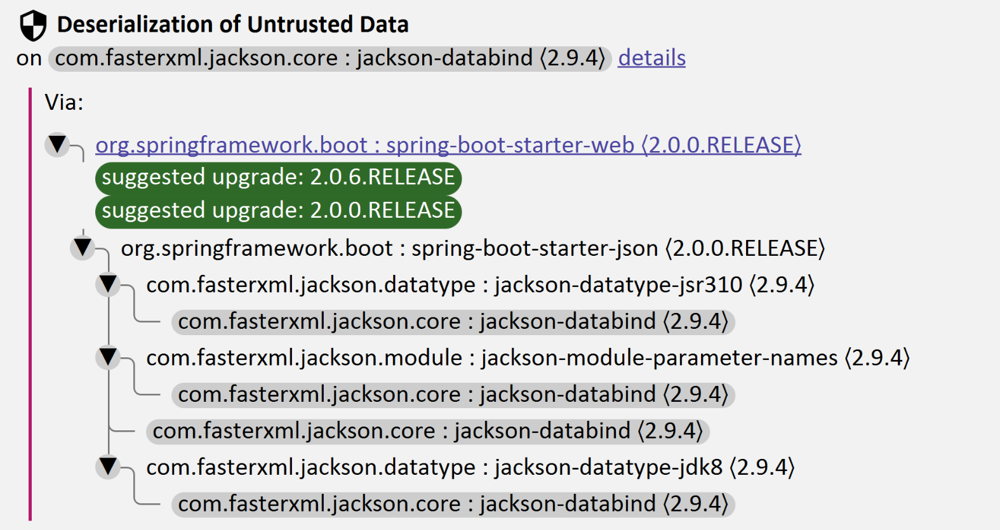 Deserialization of Untrusted Data
on com.fasterxml.jackson.core : jackson-databind ⟨2.9.4⟩ details
Via:
org.springframework.boot : spring-boot-starter-web ⟨2.0.0.RELEASE⟩
suggested upgrade: 2.0.6.RELEASE
suggested upgrade: 2.0.0.RELEASE
org.springframework.boot : spring-boot-starter-json ⟨2.0.0.RELEASE⟩
com.fasterxml.jackson.datatype : jackson-datatype-jsr310 ⟨2.9.4⟩
com.fasterxml.jackson.core : jackson-databind ⟨2.9.4⟩
com.fasterxml.jackson.module : jackson-module-parameter-names ⟨2.9.4⟩
com.fasterxml.jackson.core : jackson-databind ⟨2.9.4⟩
com.fasterxml.jackson.core : jackson-databind ⟨2.9.4⟩
com.fasterxml.jackson.datatype : jackson-datatype-jdk8 ⟨2.9.4⟩
com.fasterxml.jackson.core : jackson-databind ⟨2.9.4⟩